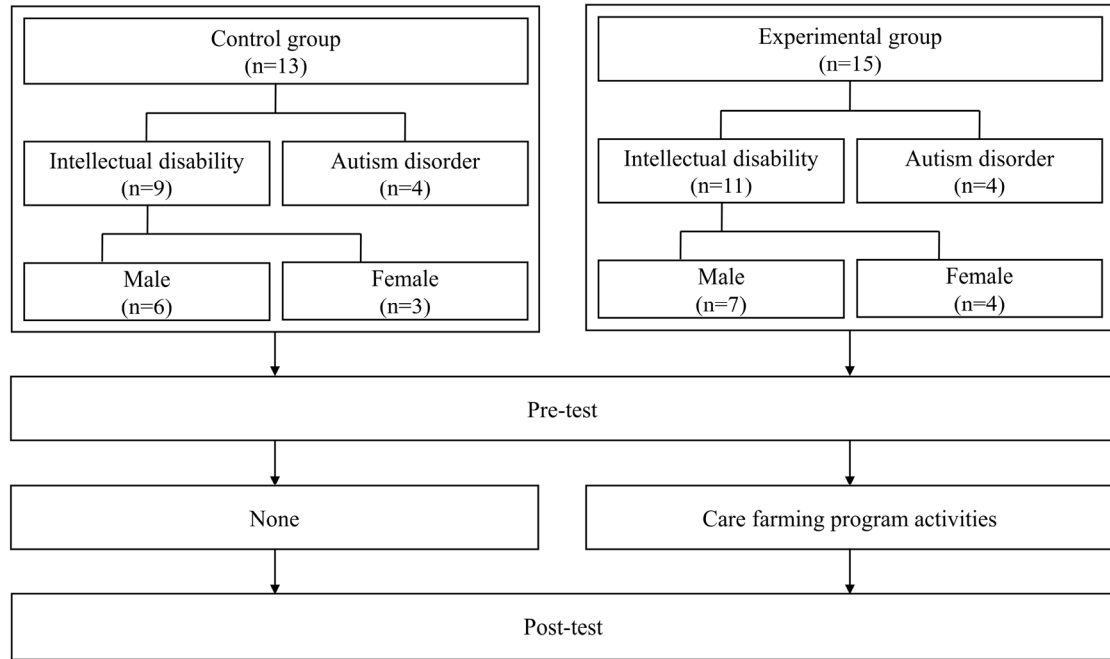 Control group
(n=13)
Intellectual disability
(n=9)
Autism disorder
(n=4)
Male
(n=6)
Female
(n=3)
Experimental group
(n=15)
Intellectual disability
(n=11)
Autism disorder
(n=4)
Male
(n=7)
Female
(n=4)
Pre-test
None
Care farming program activities
Post-test